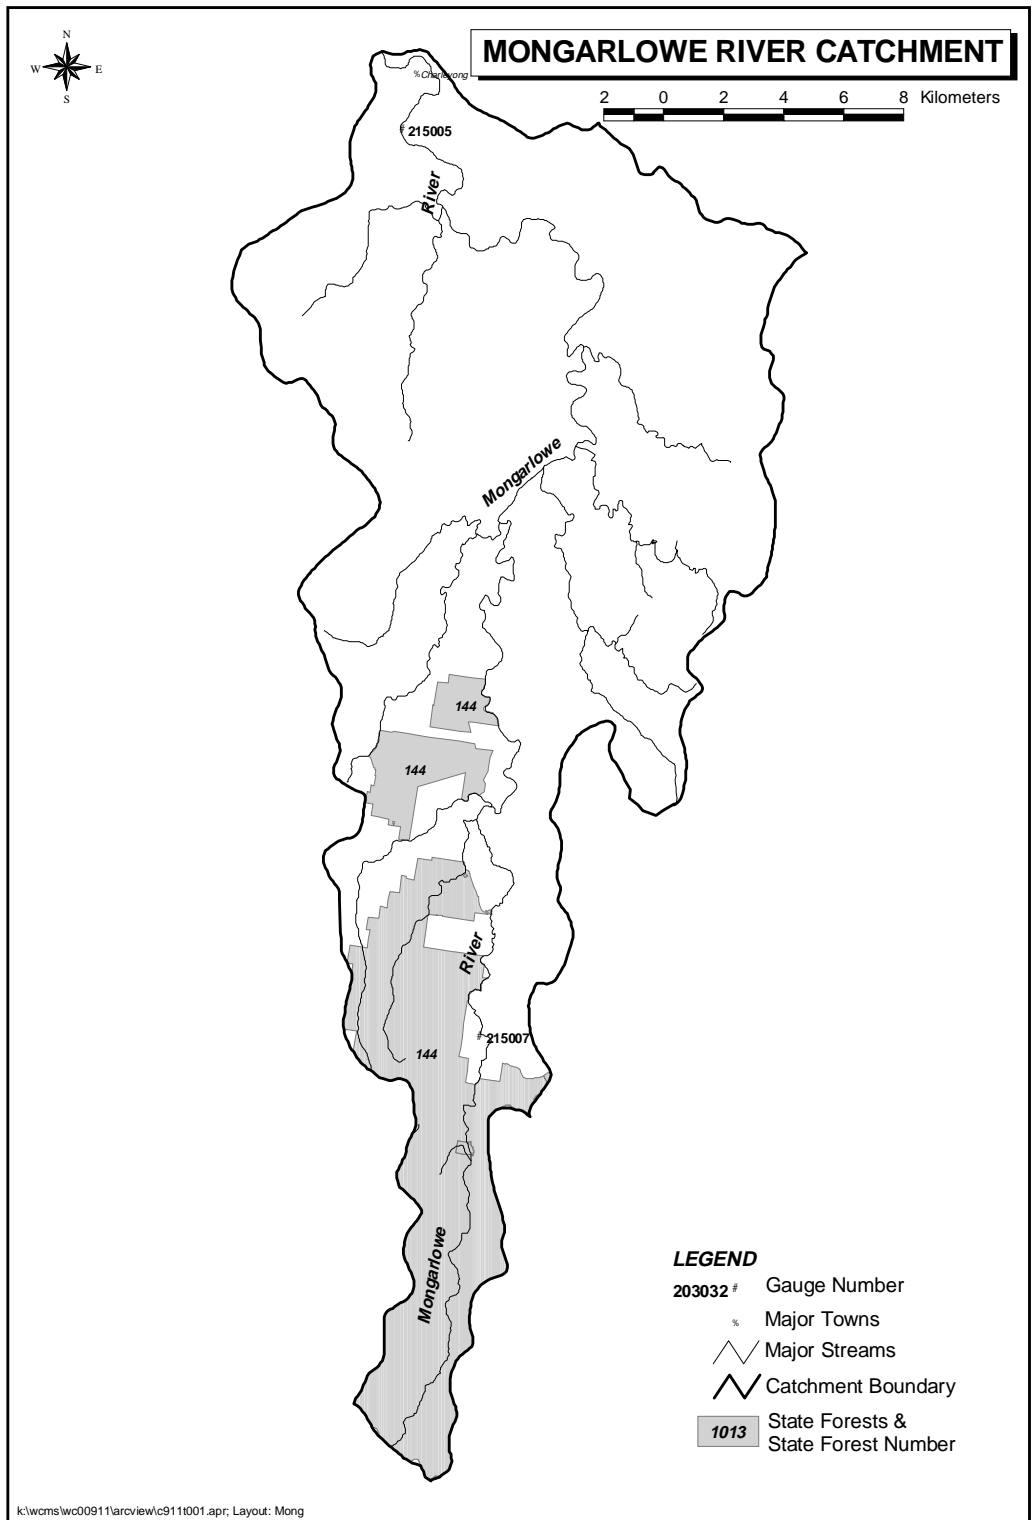 MONGARLOWE RIVER CATCHMENT
N
W E
S
2 0 2 4 6 8 Kilometers
% Charleyong
# 215005
River
Mongarlowe
144
144
River
# 215007
144
Mongarlowe
LEGEND
203032 # Gauge Number
% Major Towns
Major Streams
Catchment Boundary
1013 State Forests &
State Forest Number
k:\wcms\wc00911\arcview\c911t001.apr; Layout: Mong